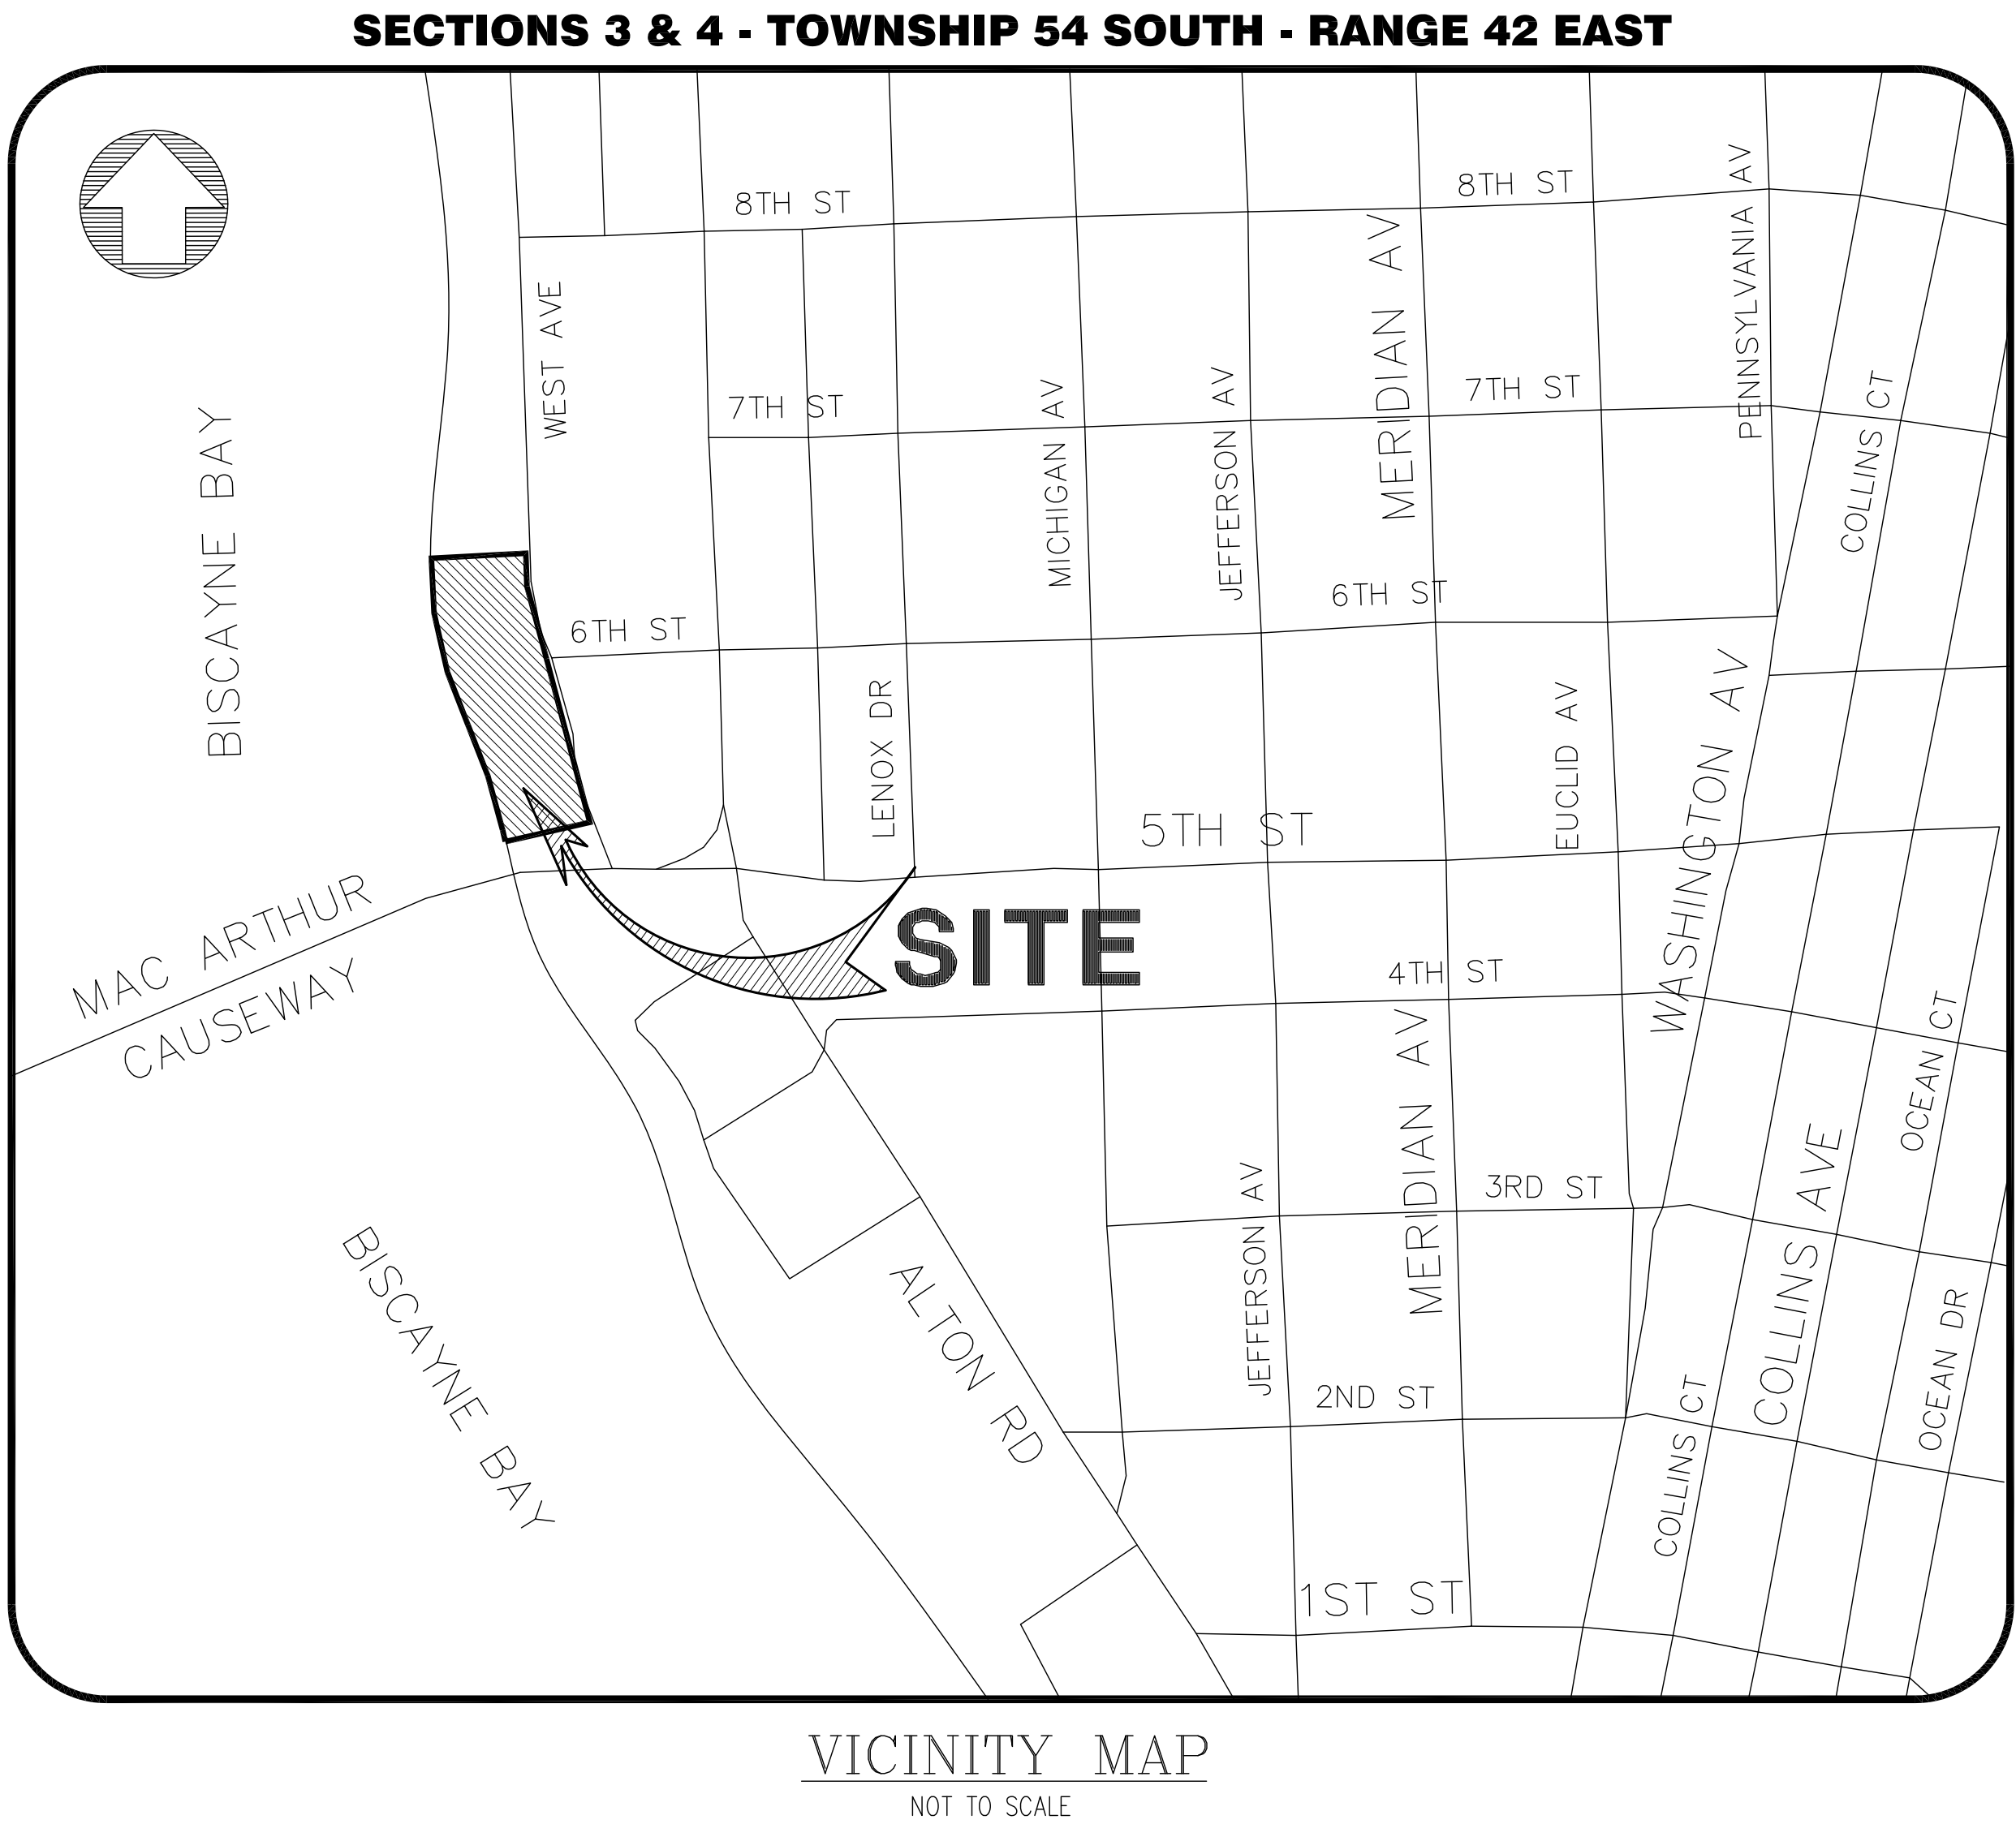 SECTIONS 3 & 4 - TOWNSHIP 54 SOUTH - RANGE 42 EAST
8TH ST
8TH ST
PENNSYLVANIA AV
WEST AVE
MERIDIAN AV
7TH ST
7TH ST
MICHIGAN AV
JEFFERSON AV
COLLINS CT
BISCAYNE BAY
6TH ST
6TH ST
LENOX DR
EUCLID AV
WASHINGTON AV
5TH ST
MAC ARTHUR
CAUSEWAY
SITE
4TH ST
MERIDIAN AV
OCEAN CT
3RD ST
JEFFERSON AV
COLLINS AVE
BISCAYNE BAY
ALTON RD
OCEAN DR
2ND ST
COLLINS CT
1ST ST
VICINITY MAP
NOT TO SCALE